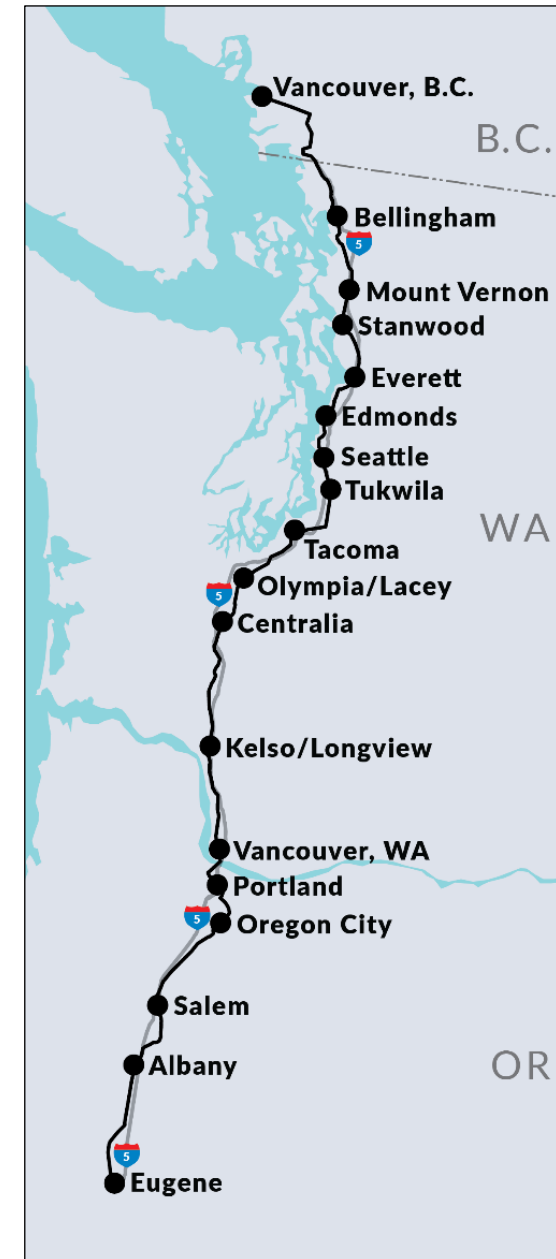 Vancouver, B.C.
B.C.
Bellingham
5
Mount Vernon
Stanwood
Everett
Edmonds
Seattle
Tukwila
WA
Tacoma
Olympia/Lacey
5
Centralia
Kelso/Longview
Vancouver, WA
Portland
5
Oregon City
Salem
Albany
OR
5
Eugene